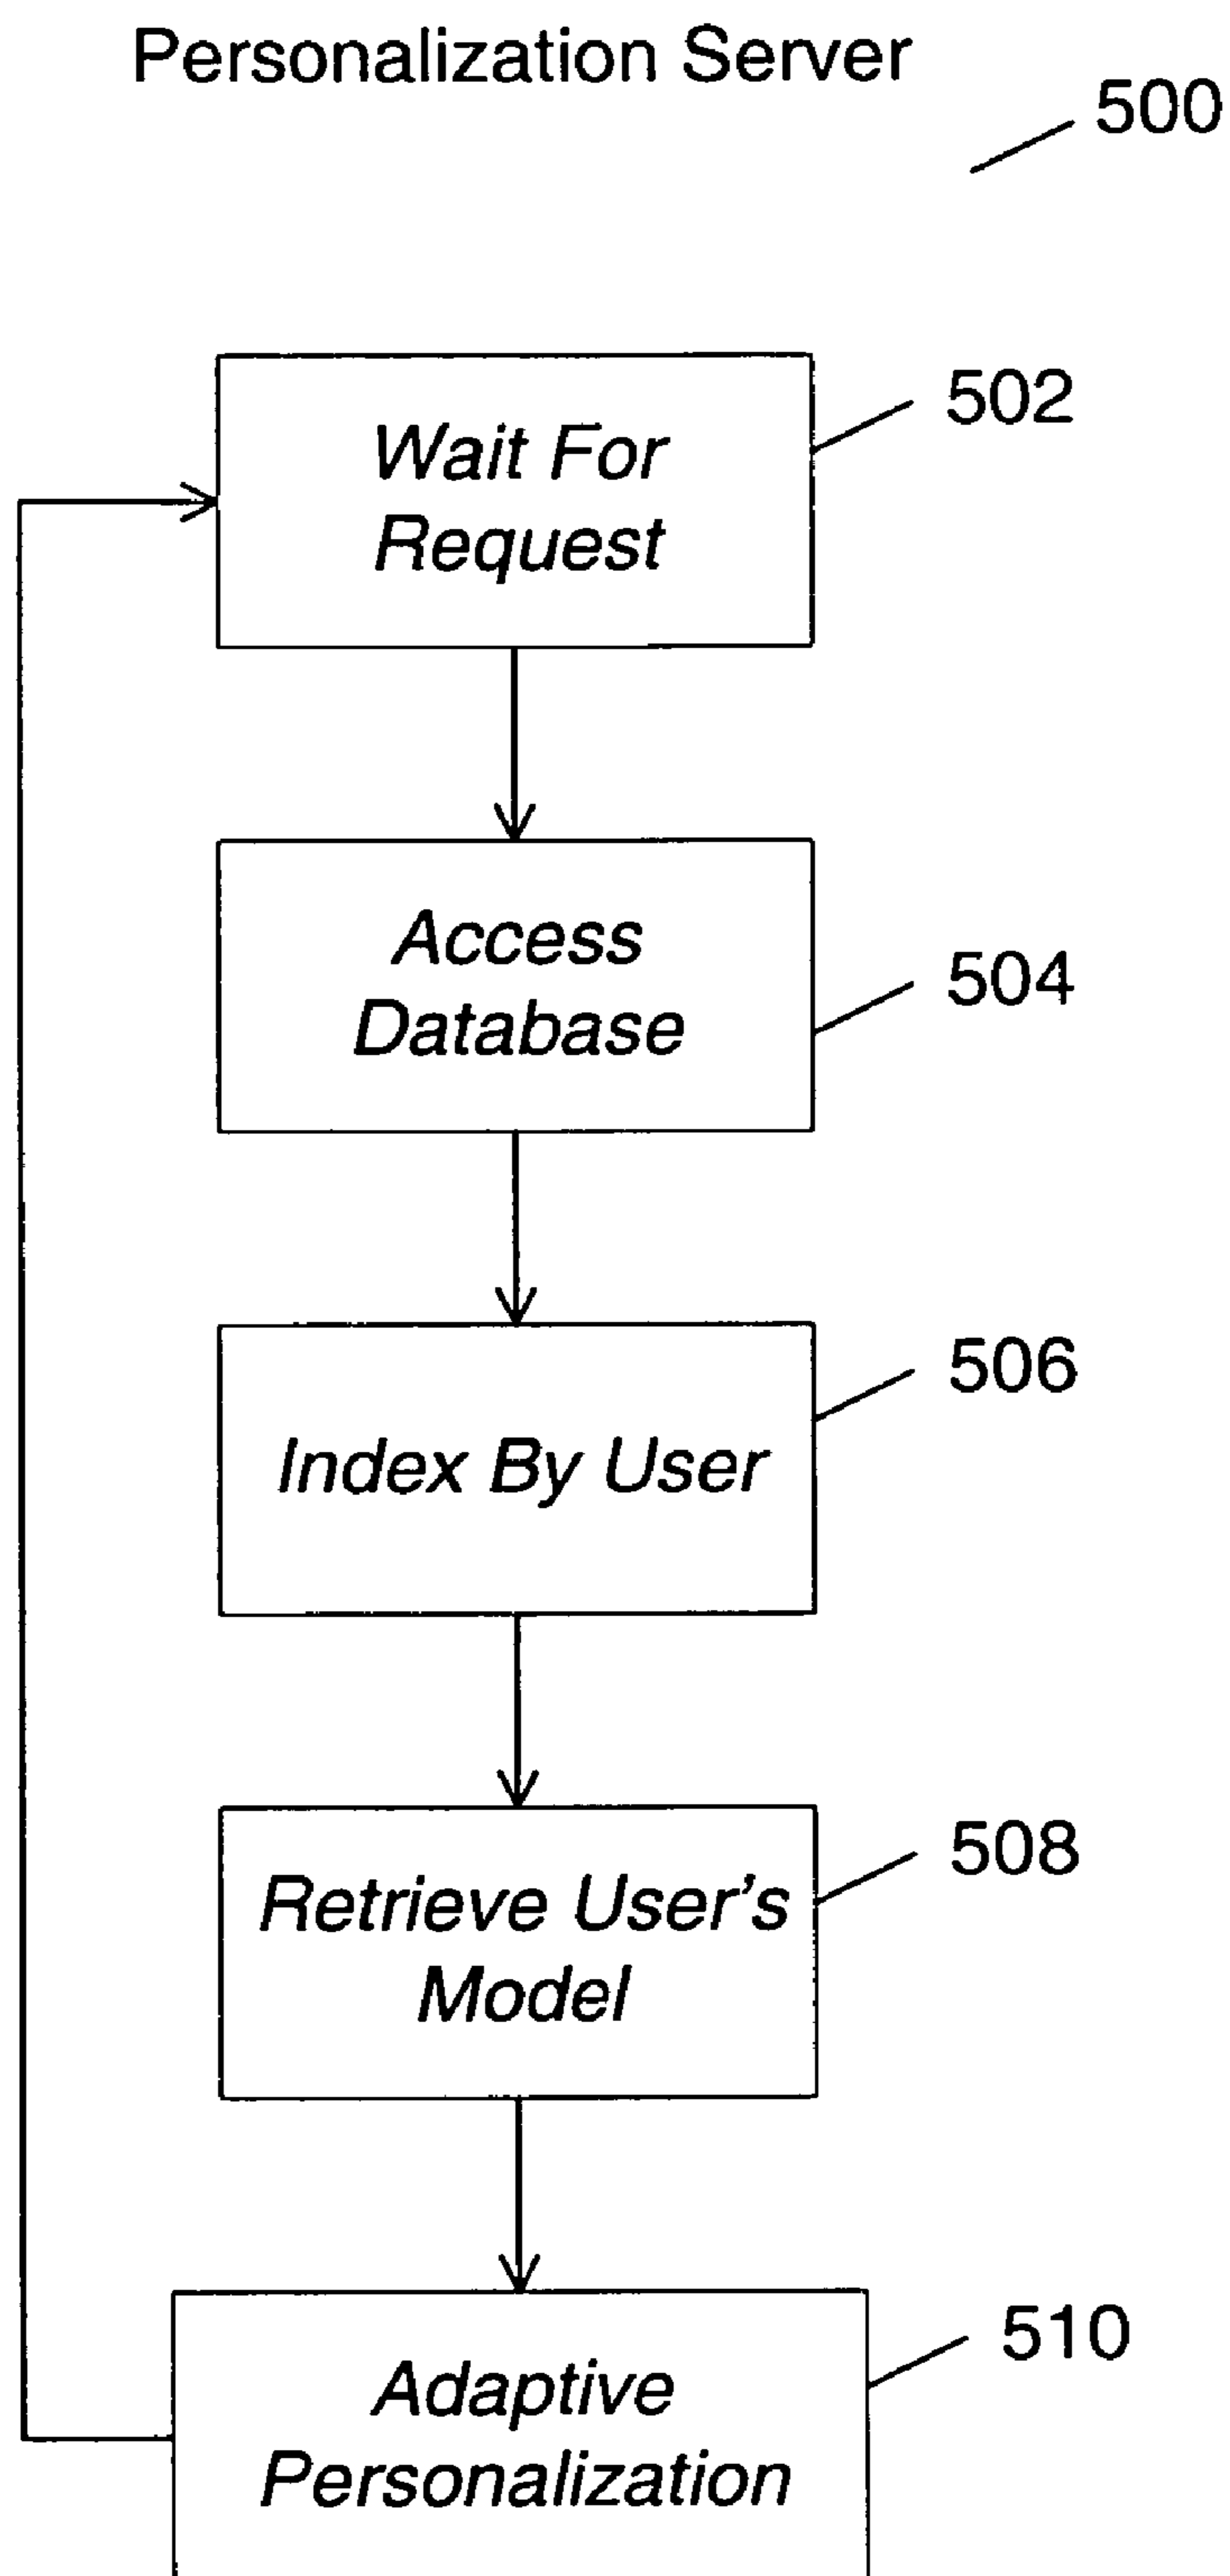 Personalization Server
500
Wait For
Request
502
Access
Database
504
Index By User
506
Retrieve User's
Model
508
Adaptive
Personalization
510